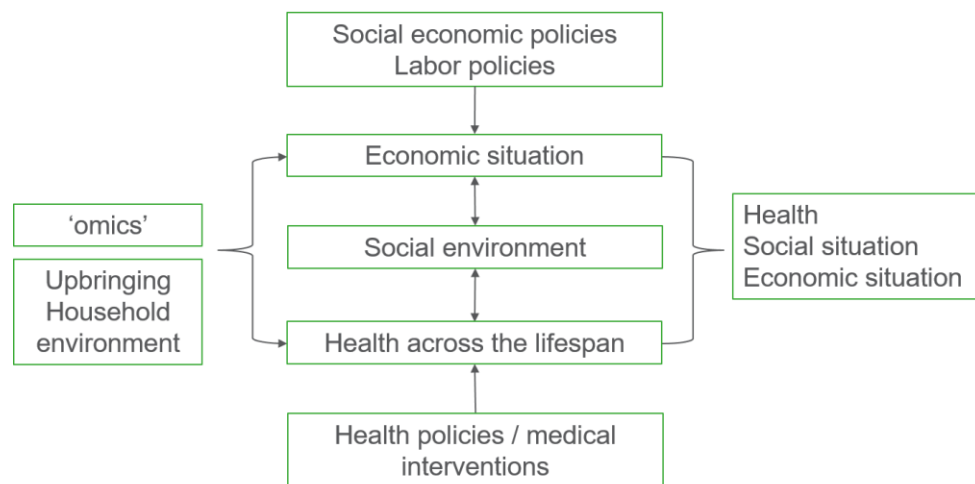 Social economic policies
Labor policies
Economic situation
‘omics’
Upbringing
Household
environment
Social environment
Health
Social situation
Economic situation
Health across the lifespan
Health policies / medical
interventions